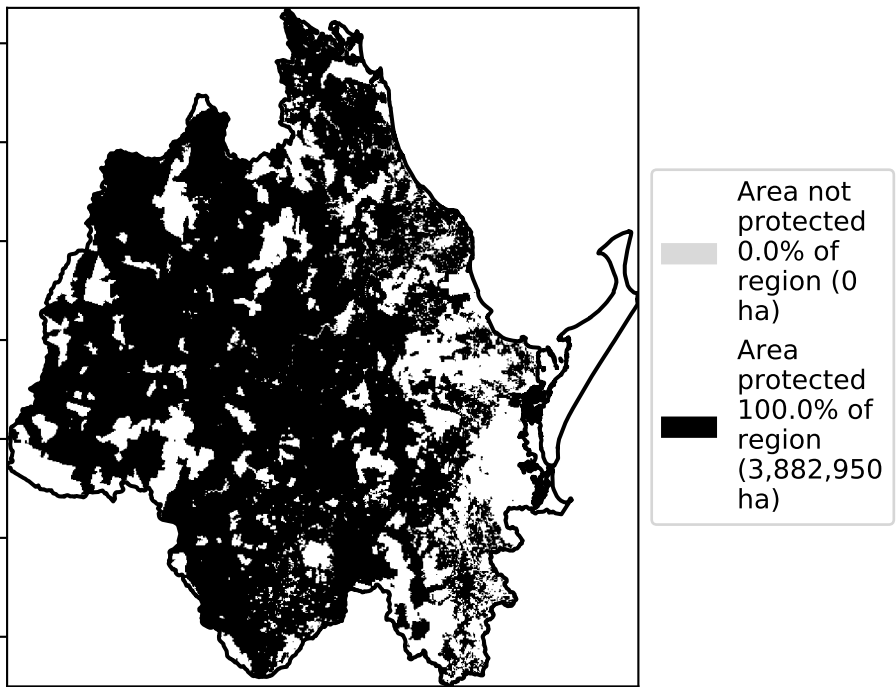 Area not
protected
0.0% of
region (0
ha)
Area
protected
100.0% of
region
(3,882,950
ha)